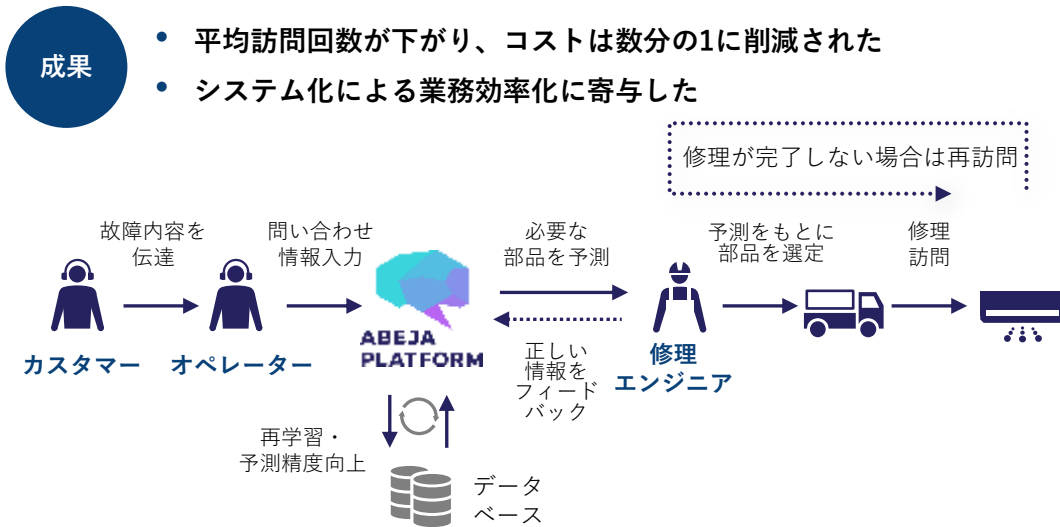 成果
• 平均訪問回数が下がり、コストは数分の1に削減された
• システム化による業務効率化に寄与した
修理が完了しない場合は再訪問
故障内容を
伝達
問い合わせ
情報入力
必要な
部品を予測
予測をもとに
部品を選定
修理
訪問
カスタマー
オペレーター
ABEJA
PLATFORM
正しい
情報を
フィード
バック
修理
エンジニア
再学習・
予測精度向上
データ
ベース